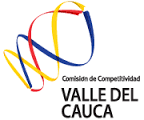 Comisión de Competitividad
VALLE DEL
CAUCA